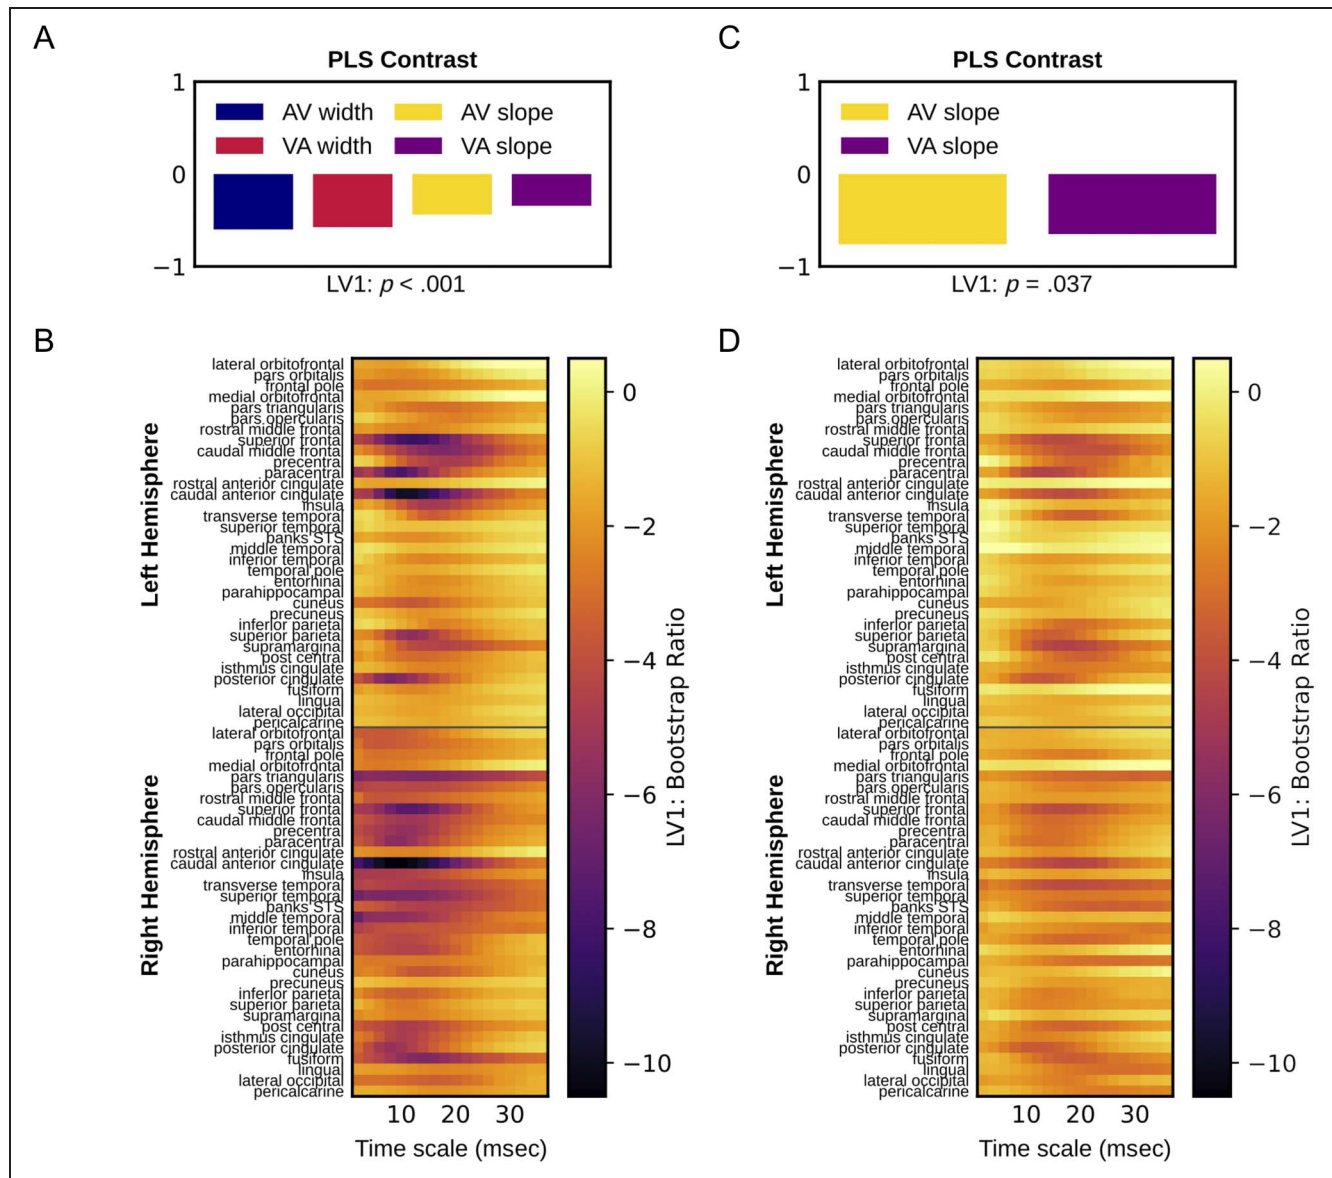 A
PLS Contrast
1
0
−1
AV width
AV slope
VA width
VA slope
LV1: p < .001
C
PLS Contrast
1
0
−1
AV slope
VA slope
LV1: p = .037
B
Left Hemisphere
Right Hemisphere
lateral orbitofrontal
pars orbitalis
frontal pole
medial orbitofrontal
pars triangularis
pars opercularis
rostral middle frontal
superior frontal
caudal middle frontal
precentral
paracentral
rostral anterior cingulate
caudal anterior cingulate
insula
transverse temporal
superior temporal
banks STS
middle temporal
inferior temporal
temporal pole
entorhinal
parahippocampal
cuneus
precuneus
inferior parieta
superior parieta
supramargina
post central
isthmus cingulate
posterior cingulate
fusiform
lingual
lateral occipital
pericalcarine
lateral orbitofrontal
pars orbitalis
frontal pole
medial orbitofrontal
pars triangularis
pars opercularis
rostral middle frontal
superior frontal
caudal middle frontal
precentral
paracentral
rostral anterior cingulate
caudal anterior cingulate
insula
transverse temporal
superior temporal
banks STS
middle temporal
inferior temporal
temporal pole
entorhinal
parahippocampal
cuneus
precuneus
inferior parieta
superior parieta
supramarginal
post central
isthmus cingulate
posterior cingulate
fusiform
lingual
lateral occipital
pericalcarine
10 20 30
Time scale (msec)
0
−2
−4
−6
−8
−10
LV1: Bootstrap Ratio
D
Left Hemisphere
Right Hemisphere
lateral orbitofrontal
pars orbitalis
frontal pole
medial orbitofrontal
pars triangularis
pars opercularis
rostral middle frontal
superior frontal
caudal middle frontal
precentral
paracentral
rostral anterior cingulate
caudal anterior cingulate
insula
transverse temporal
superior temporal
banks STS
middle temporal
inferior temporal
temporal pole
entorhinal
parahippocampal
cuneus
precuneus
inferior parieta
superior parieta
supramargina
post central
isthmus cingulate
posterior cingulate
fusiform
lingual
lateral occipital
pericalcarine
lateral orbitofrontal
pars orbitalis
frontal pole
medial orbitofrontal
pars triangularis
pars opercularis
rostral middle frontal
superior frontal
caudal middle frontal
precentral
paracentral
rostral anterior cingulate
caudal anterior cingulate
insula
transverse temporal
superior temporal
banks STS
middle temporal
inferior temporal
temporal pole
entorhinal
parahippocampal
cuneus
precuneus
inferior parieta
superior parieta
supramarginal
post central
isthmus cingulate
posterior cingulate
fusiform
lingual
lateral occipital
pericalcarine
10 20 30
Time scale (msec)
0
−2
−4
−6
−8
−10
LV1: Bootstrap Ratio